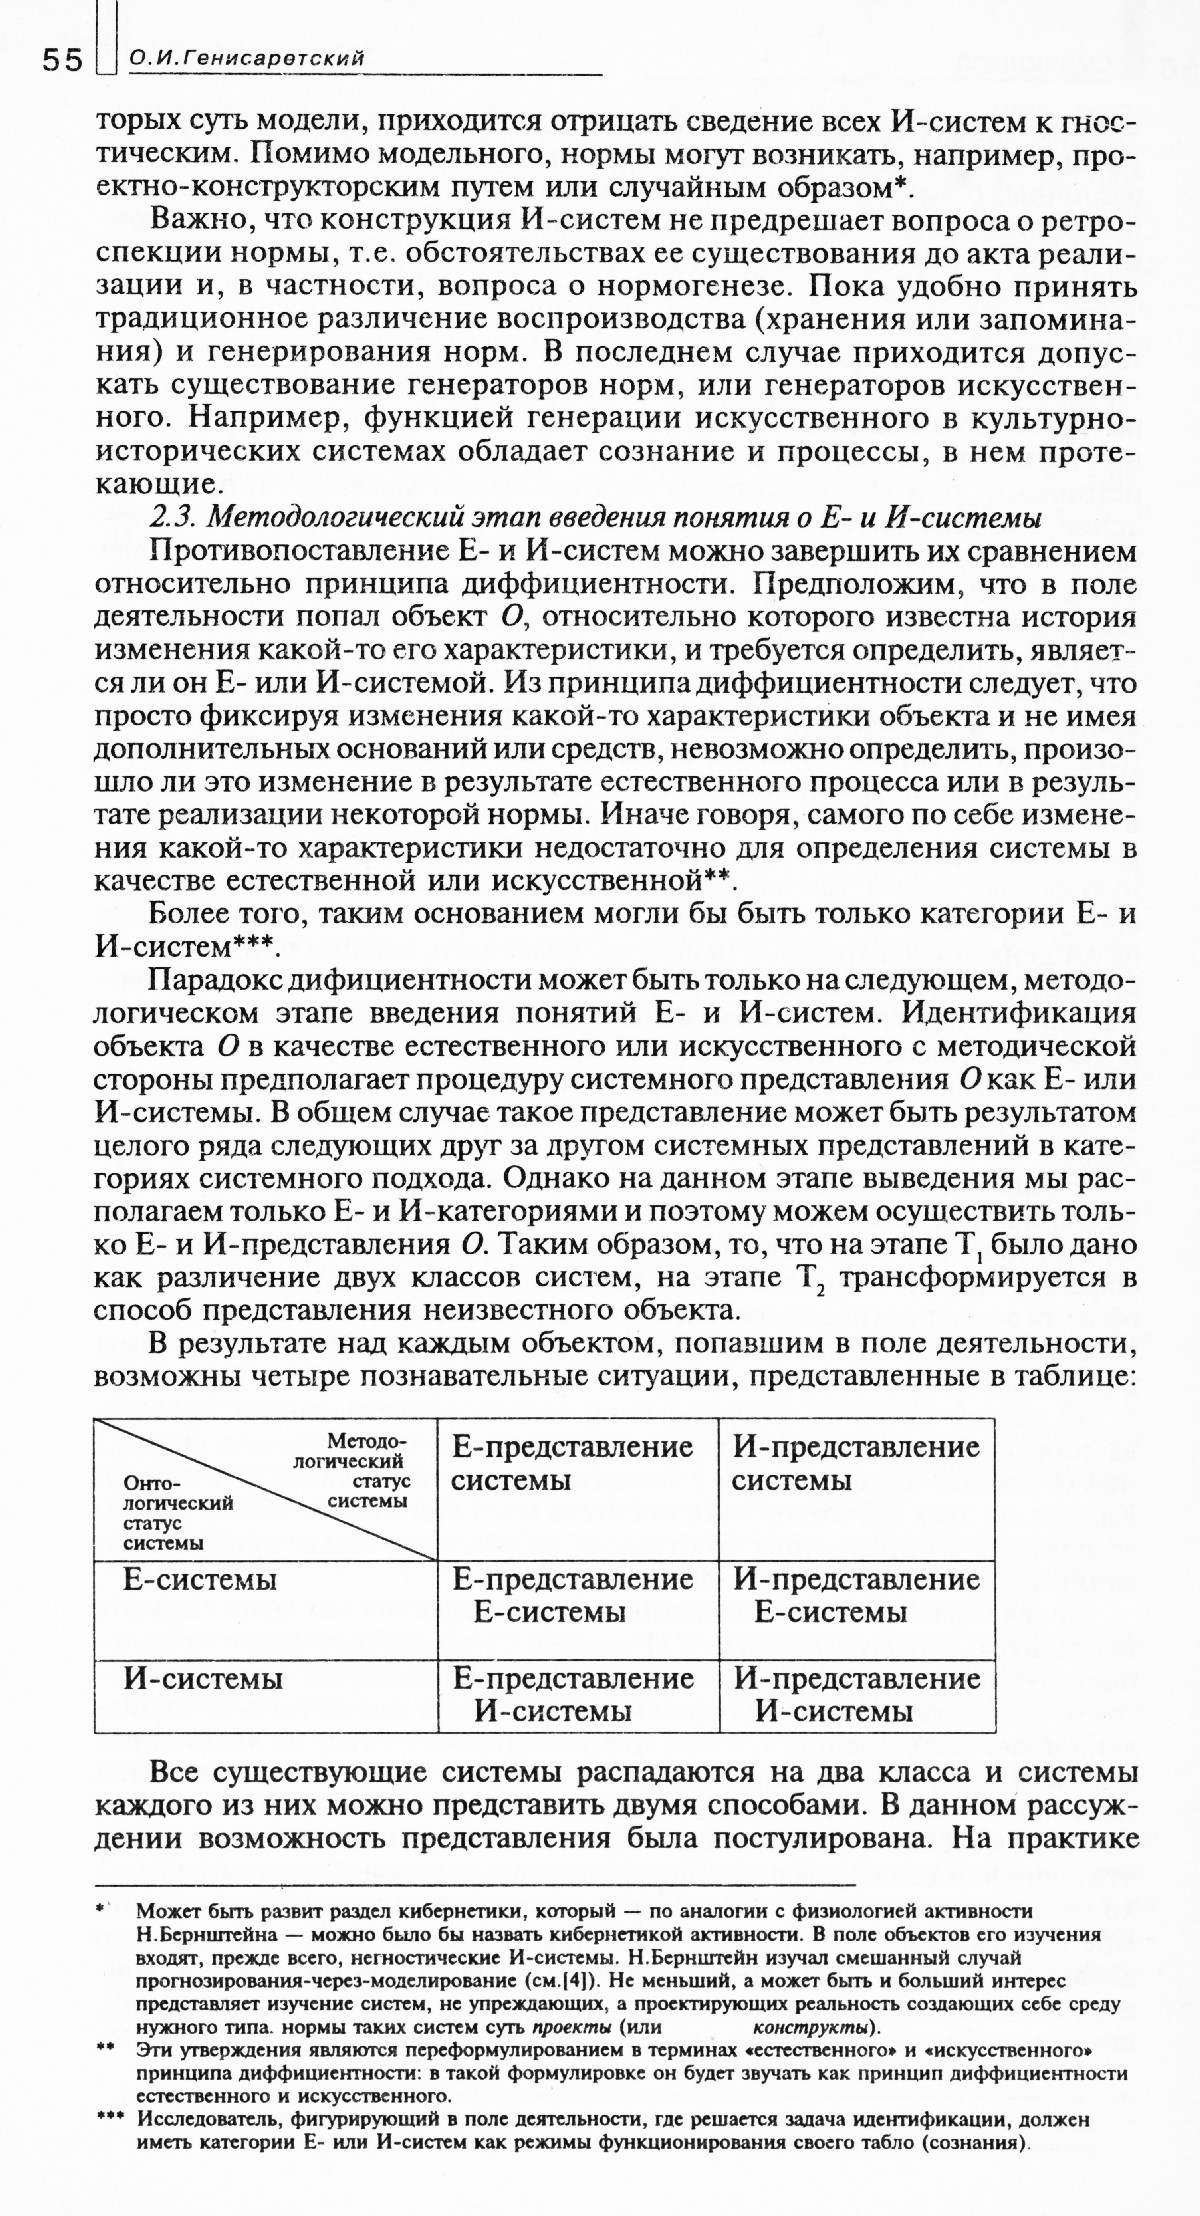 55
О.И.Генисаретский
торых суть модели, приходится отрицать сведение всех И-систем к гнос-
тическим. Помимо модельного, нормы могут возникать, например, про-
ектно-конструкторским путем или случайным образом*.
Важно, что конструкция И-систем не предрешает вопроса о ретро-
спекции нормы, т.е. обстоятельствах ее существования до акта реали-
зации и, в частности, вопроса о нормогенезе. Пока удобно принять
традиционное различение воспроизводства (хранения или запомина-
ния) и генерирования норм. В последнем случае приходится допус-
кать существование генераторов норм, или генераторов искусствен-
ного. Например, функцией генерации искусственного в культурно-
исторических системах обладает сознание и процессы, в нем проте-
кающие.
2.3. Методологический этап введения понятия о Е- и И-системы
Противопоставление Е- и И-систем можно завершить их сравнением
относительно принципа диффициентности. Предположим, что в поле
деятельности попал объект О, относительно которого известна история
изменения какой-то его характеристики, и требуется определить, являет-
ся ли он Е- или И-системой. Из принципа диффициентности следует, что
просто фиксируя изменения какой-то характеристики объекта и не имея
дополнительных оснований или средств, невозможно определить, произо-
шло ли это изменение в результате естественного процесса или в резуль-
тате реализации некоторой нормы. Иначе говоря, самого по себе измене-
ния какой-то характеристики недостаточно для определения системы в
качестве естественной или искусственной**.
Более того, таким основанием могли бы быть только категории Е- и
И-систем***.
Парадокс дифициентности может быть только на следующем, методо-
логическом этапе введения понятий Е- и И-систем. Идентификация
объекта О в качестве естественного или искусственного с методической
стороны предполагает процедуру системного представления О как Е- или
И-системы. В общем случае такое представление может быть результатом
целого ряда следующих друг за другом системных представлений в кате-
гориях системного подхода. Однако на данном этапе выведения мы рас-
полагаем только Е- и И-категориями и поэтому можем осуществить толь-
ко Е- и И-представления О. Таким образом, то, что на этапе Т₁ было дано
как различение двух классов систем, на этапе Т₂ трансформируется в
способ представления неизвестного объекта.
В результате над каждым объектом, попавшим в поле деятельности,
возможны четыре познавательные ситуации, представленные в таблице:
Методо-
логический
статус
системы
Онто-
логический
статус
системы
Е-представление
системы
И-представление
системы
Е-системы
Е-представление
Е-системы
И-представление
Е-системы
И-системы
Е-представление
И-системы
И-представление
И-системы
Все существующие системы распадаются на два класса и системы
каждого из них можно представить двумя способами. В данном рассуж-
дении возможность представления была постулирована. На практике
* Может быть развит раздел кибернетики, который — по аналогии с физиологией активности
Н.Бернштейна — можно было бы назвать кибернетикой активности. В поле объектов его изучения
входят, прежде всего, негностические И-системы. Н.Бернштейн изучал смешанный случай
прогнозирования-через-моделирование (см.[4]). Не меньший, а может быть и больший интерес
представляет изучение систем, не упреждающих, а проектирующих реальность создающих себе среду
нужного типа. нормы таких систем суть проекты (или конструкты).
** Эти утверждения являются переформулированием в терминах «естественного» и «искусственного»
принципа диффициентности: в такой формулировке он будет звучать как принцип диффициентности
естественного и искусственного.
*** Исследователь, фигурирующий в поле деятельности, где решается задача идентификации, должен
иметь категории Е- или И-систем как режимы функционирования своего табло (сознания).